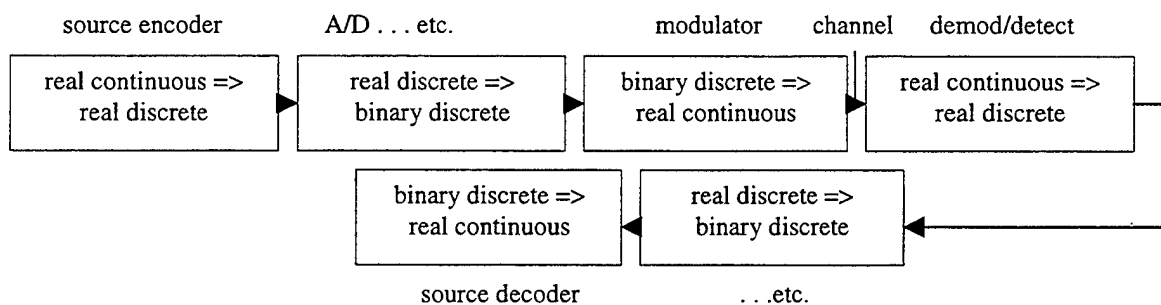 source encoder A/D . . . etc. modulator channel demod/detect
real continuous =>
real discrete
real discrete =>
binary discrete
binary discrete =>
real continuous
real continuous =>
real discrete
binary discrete =>
real continuous
real discrete =>
binary discrete
source decoder . . .etc.